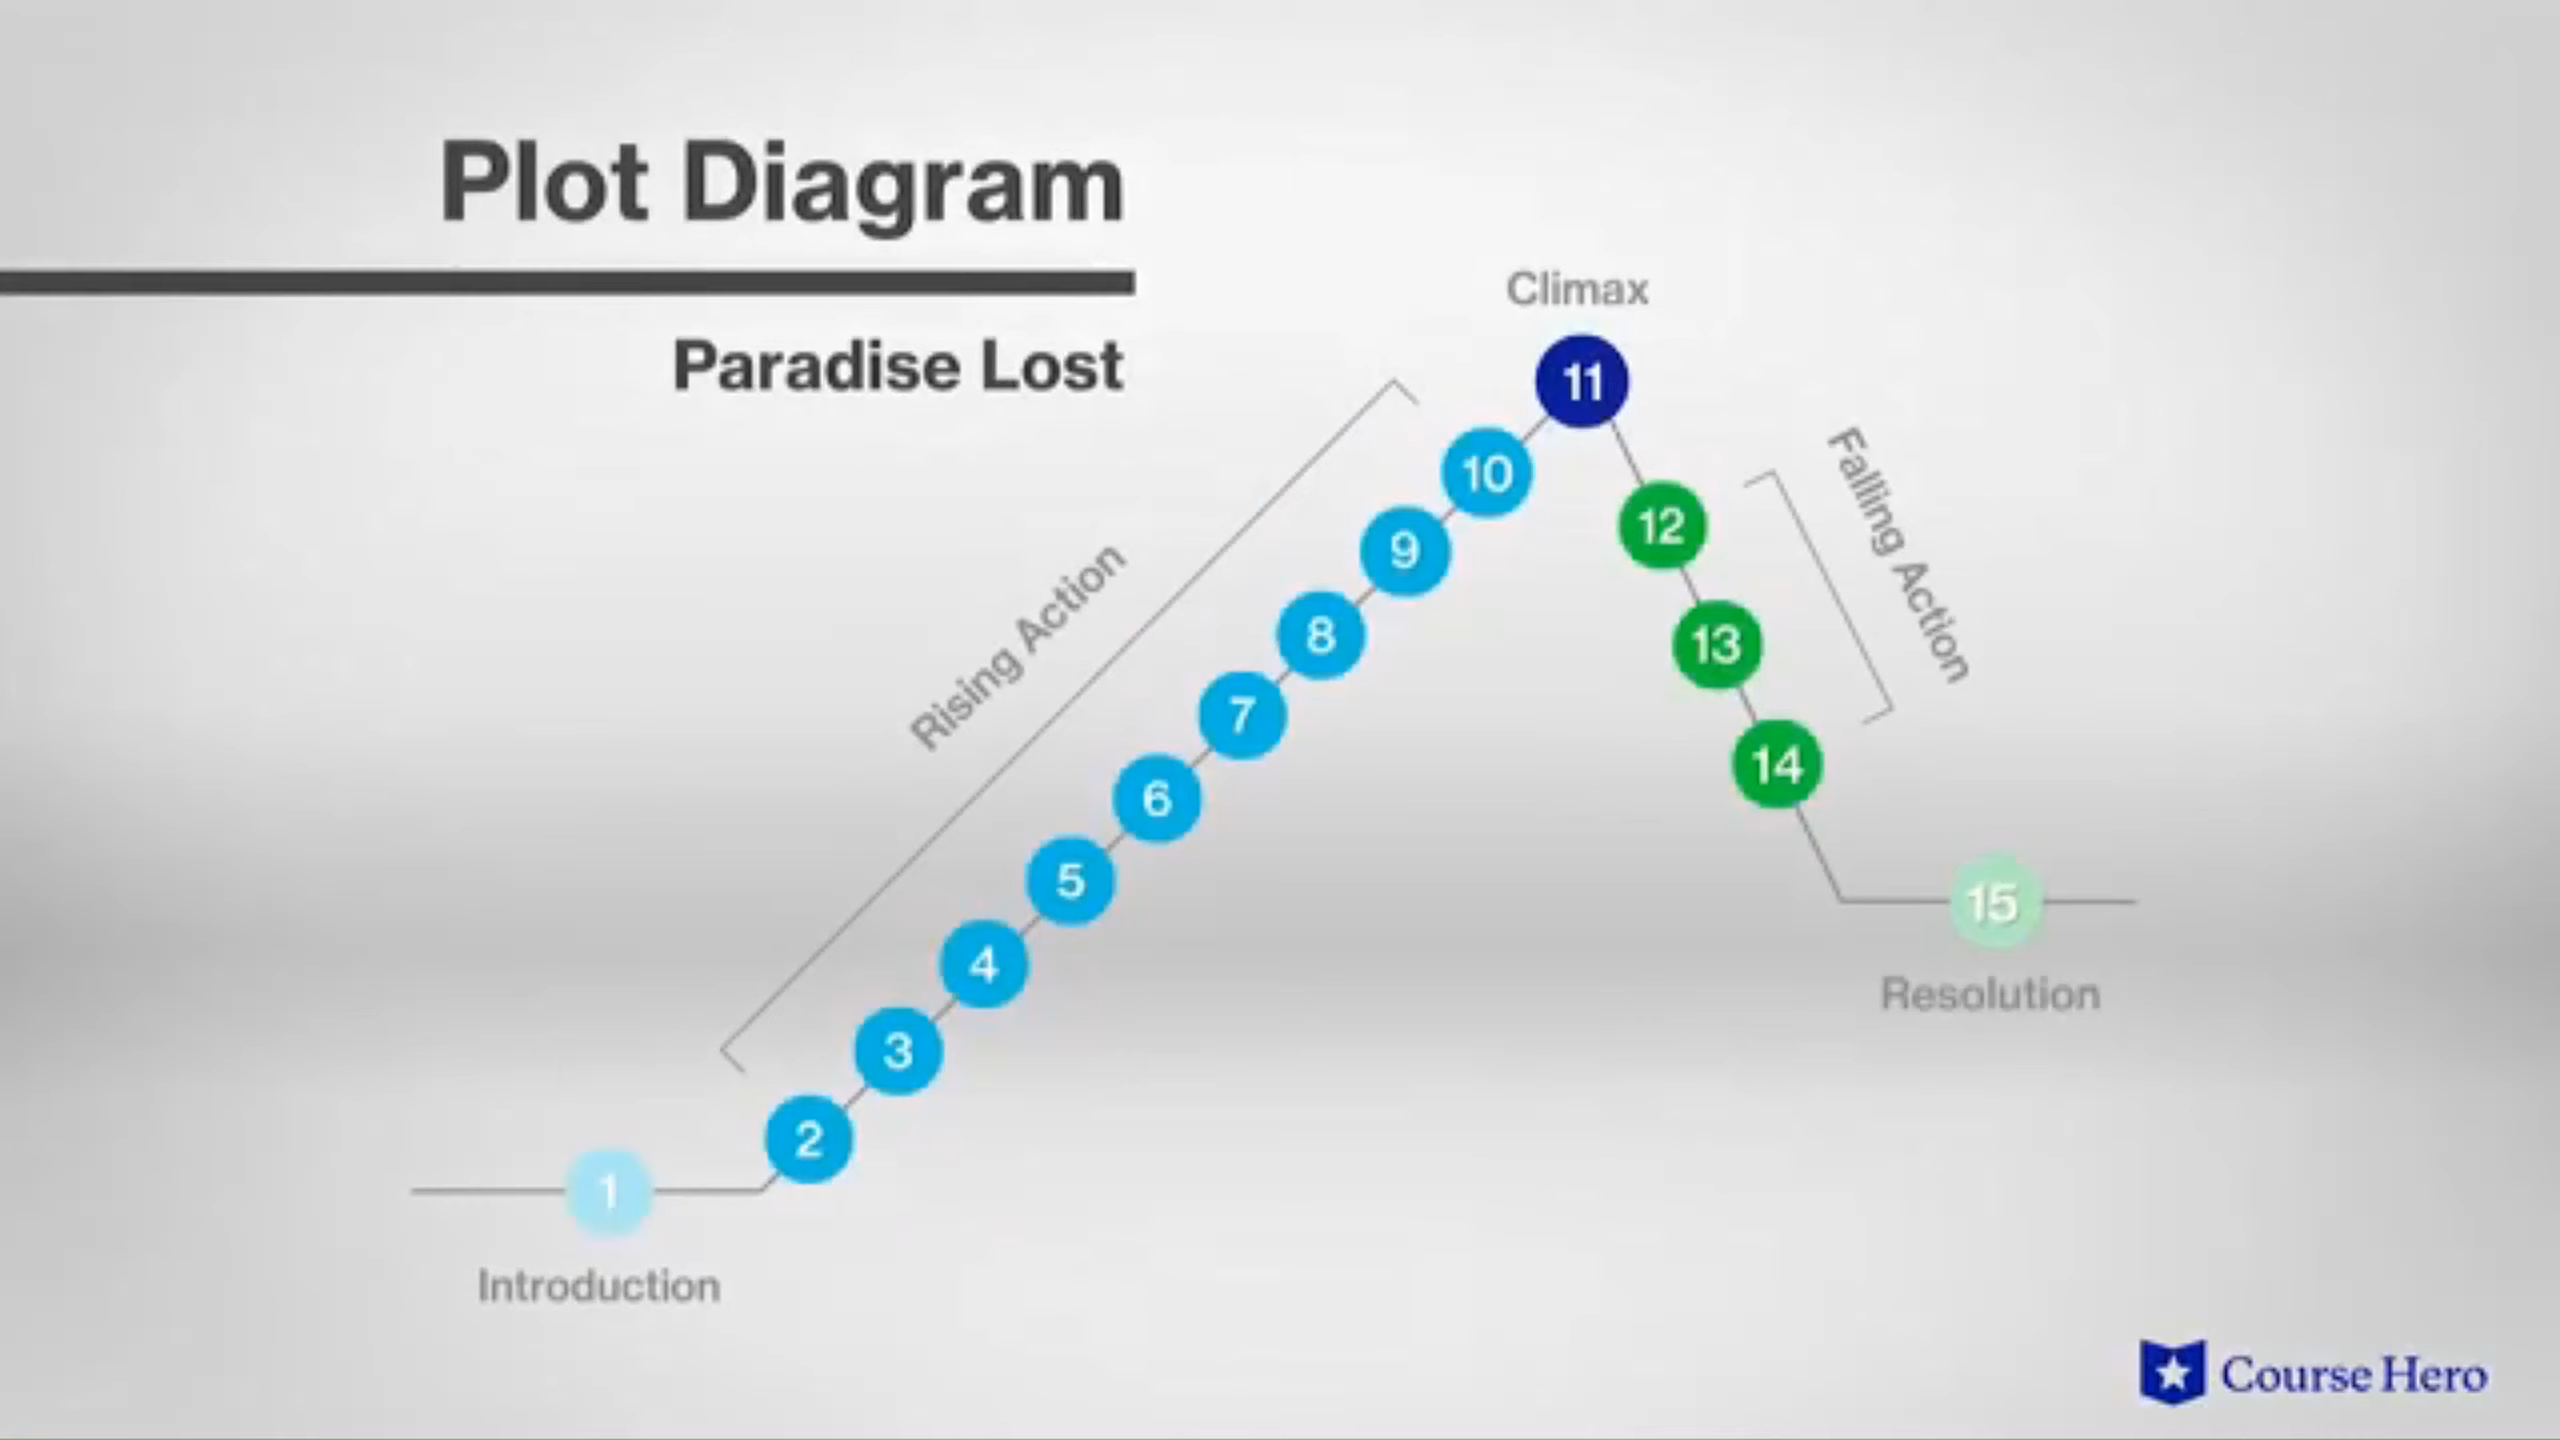 Plot Diagram
Paradise Lost
Climax
11
10
12
Falling Action
9
Rising Action
8
13
7
14
6
5
15
4
Resolution
3
2
1
Introduction
Course Hero